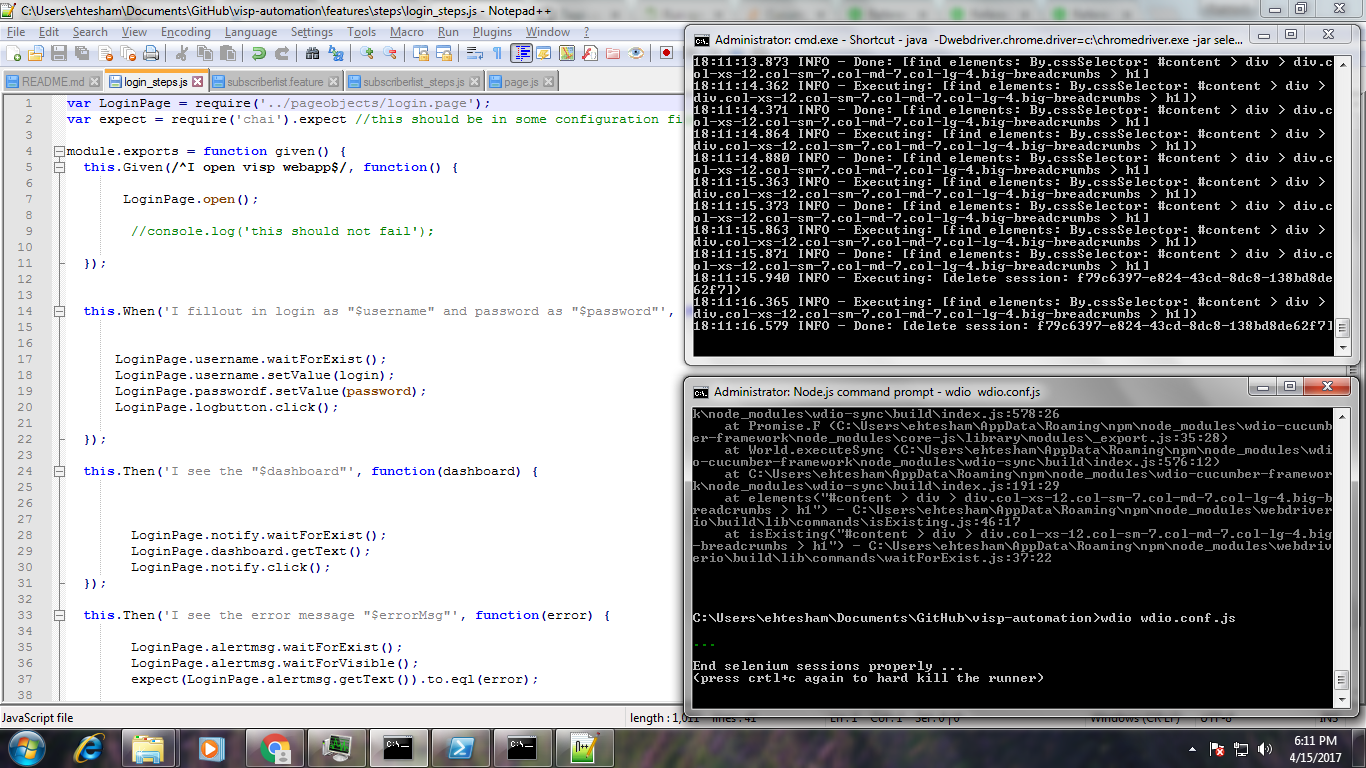 C:\Users\ehtesham\Documents\GitHub\visp-automation\features\steps\login_steps.js - Notepad++
File Edit Search View Encoding Language Settings Tools Macro Run Plugins Window ?
README.md login_steps.js subscriberlist.feature subscriberlist_steps.js page.js
1 var LoginPage = require('../pageobjects/login.page');
2 var expect = require('chai').expect //this should be in some configuration fi
3
4 module.exports = function given() {
5 this.Given(/^I open visp webapp$/, function() {
6
7 LoginPage.open();
8
9 //console.log('this should not fail');
10
11 });
12
13
14 this.When('I fillout in login as "$username" and password as "$password"',
15
16
17 LoginPage.username.waitForExist();
18 LoginPage.username.setValue(login);
19 LoginPage.passwordf.setValue(password);
20 LoginPage.logbutton.click();
21
22 });
23
24 this.Then('I see the "$dashboard"', function(dashboard) {
25
26
27
28 LoginPage.notify.waitForExist();
29 LoginPage.dashboard.getText();
30 LoginPage.notify.click();
31 });
32
33 this.Then('I see the error message "$errorMsg"', function(error) {
34
35 LoginPage.alertmsg.waitForExist();
36 LoginPage.alertmsg.waitForVisible();
37 expect(LoginPage.alertmsg.getText()).to.eql(error);
38
JavaScript file
Administrator: cmd.exe - Shortcut - java -Dwebdriver.chrome.driver=c:\chromedriver.exe -jar sele...
18:11:13.873 INFO - Done: [find elements: By.cssSelector: #content > div > div.c
ol-xs-12.col-sm-7.col-md-7.col-lg-4.big-breadcrumbs > h1]
18:11:14.362 INFO - Executing: [find elements: By.cssSelector: #content > div >
div.col-xs-12.col-sm-7.col-md-7.col-lg-4.big-breadcrumbs > h1])
18:11:14.371 INFO - Done: [find elements: By.cssSelector: #content > div > div.c
ol-xs-12.col-sm-7.col-md-7.col-lg-4.big-breadcrumbs > h1]
18:11:14.864 INFO - Executing: [find elements: By.cssSelector: #content > div >
div.col-xs-12.col-sm-7.col-md-7.col-lg-4.big-breadcrumbs > h1])
18:11:14.880 INFO - Done: [find elements: By.cssSelector: #content > div > div.c
ol-xs-12.col-sm-7.col-md-7.col-lg-4.big-breadcrumbs > h1]
18:11:15.363 INFO - Executing: [find elements: By.cssSelector: #content > div >
div.col-xs-12.col-sm-7.col-md-7.col-lg-4.big-breadcrumbs > h1])
18:11:15.373 INFO - Done: [find elements: By.cssSelector: #content > div > div.c
ol-xs-12.col-sm-7.col-md-7.col-lg-4.big-breadcrumbs > h1]
18:11:15.863 INFO - Executing: [find elements: By.cssSelector: #content > div >
div.col-xs-12.col-sm-7.col-md-7.col-lg-4.big-breadcrumbs > h1])
18:11:15.871 INFO - Done: [find elements: By.cssSelector: #content > div > div.c
ol-xs-12.col-sm-7.col-md-7.col-lg-4.big-breadcrumbs > h1]
18:11:15.940 INFO - Executing: [delete session: f79c6397-e824-43cd-8dc8-138bd8de
62f7])
18:11:16.365 INFO - Executing: [find elements: By.cssSelector: #content > div >
div.col-xs-12.col-sm-7.col-md-7.col-lg-4.big-breadcrumbs > h1])
18:11:16.579 INFO - Done: [delete session: f79c6397-e824-43cd-8dc8-138bd8de62f7]
Administrator: Node.js command prompt - wdio wdio.conf.js
k\node_modules\wdio-sync\build\index.js:578:26
at Promise.F (C:\Users\ehtesham\AppData\Roaming\npm\node_modules\wdio-cucumb
er-framework\node_modules\core-js\library\modules\_export.js:35:28)
at World.executeSync (C:\Users\ehtesham\AppData\Roaming\npm\node_modules\wdi
o-cucumber-framework\node_modules\wdio-sync\build\index.js:576:12)
at C:\Users\ehtesham\AppData\Roaming\npm\node_modules\wdio-cucumber-framewor
k\node_modules\wdio-sync\build\index.js:191:29
at elements("#content > div > div.col-xs-12.col-sm-7.col-md-7.col-lg-4.big-b
readcrumbs > h1") - C:\Users\ehtesham\AppData\Roaming\npm\node_modules\webdriver
io\build\lib\commands\isExisting.js:46:17
at isExisting("#content > div > div.col-xs-12.col-sm-7.col-md-7.col-lg-4.big
-breadcrumbs > h1") - C:\Users\ehtesham\AppData\Roaming\npm\node_modules\webdriv
erio\build\lib\commands\waitForExist.js:37:22
C:\Users\ehtesham\Documents\GitHub\visp-automation>wdio wdio.conf.js
---
End selenium sessions properly ...
(press crtl+c again to hard kill the runner)
6:11 PM
4/15/2017